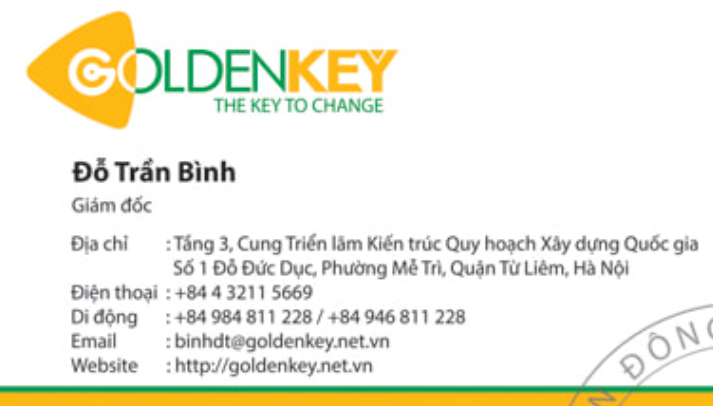 GOLDENKEY
THE KEY TO CHANGE
Đỗ Trần Bình
Giám đốc
Địa chỉ : Tầng 3, Cung Triển lãm Kiến trúc Quy hoạch Xây dựng Quốc gia
Số 1 Đỗ Đức Dục, Phường Mễ Trì, Quận Từ Liêm, Hà Nội
Điện thoại : +84 4 3211 5669
Di động : +84 984 811 228 / +84 946 811 228
Email : binhdt@goldenkey.net.vn
Website : http://goldenkey.net.vn
N ĐÔNG